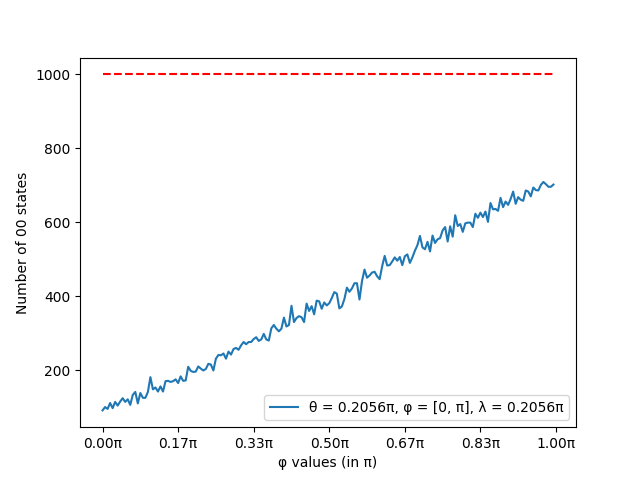 1000
800
600
400
200
Number of 00 states
θ = 0.2056π, φ = [0, π], λ = 0.2056π
0.00π 0.17π 0.33π 0.50π 0.67π 0.83π 1.00π
φ values (in π)